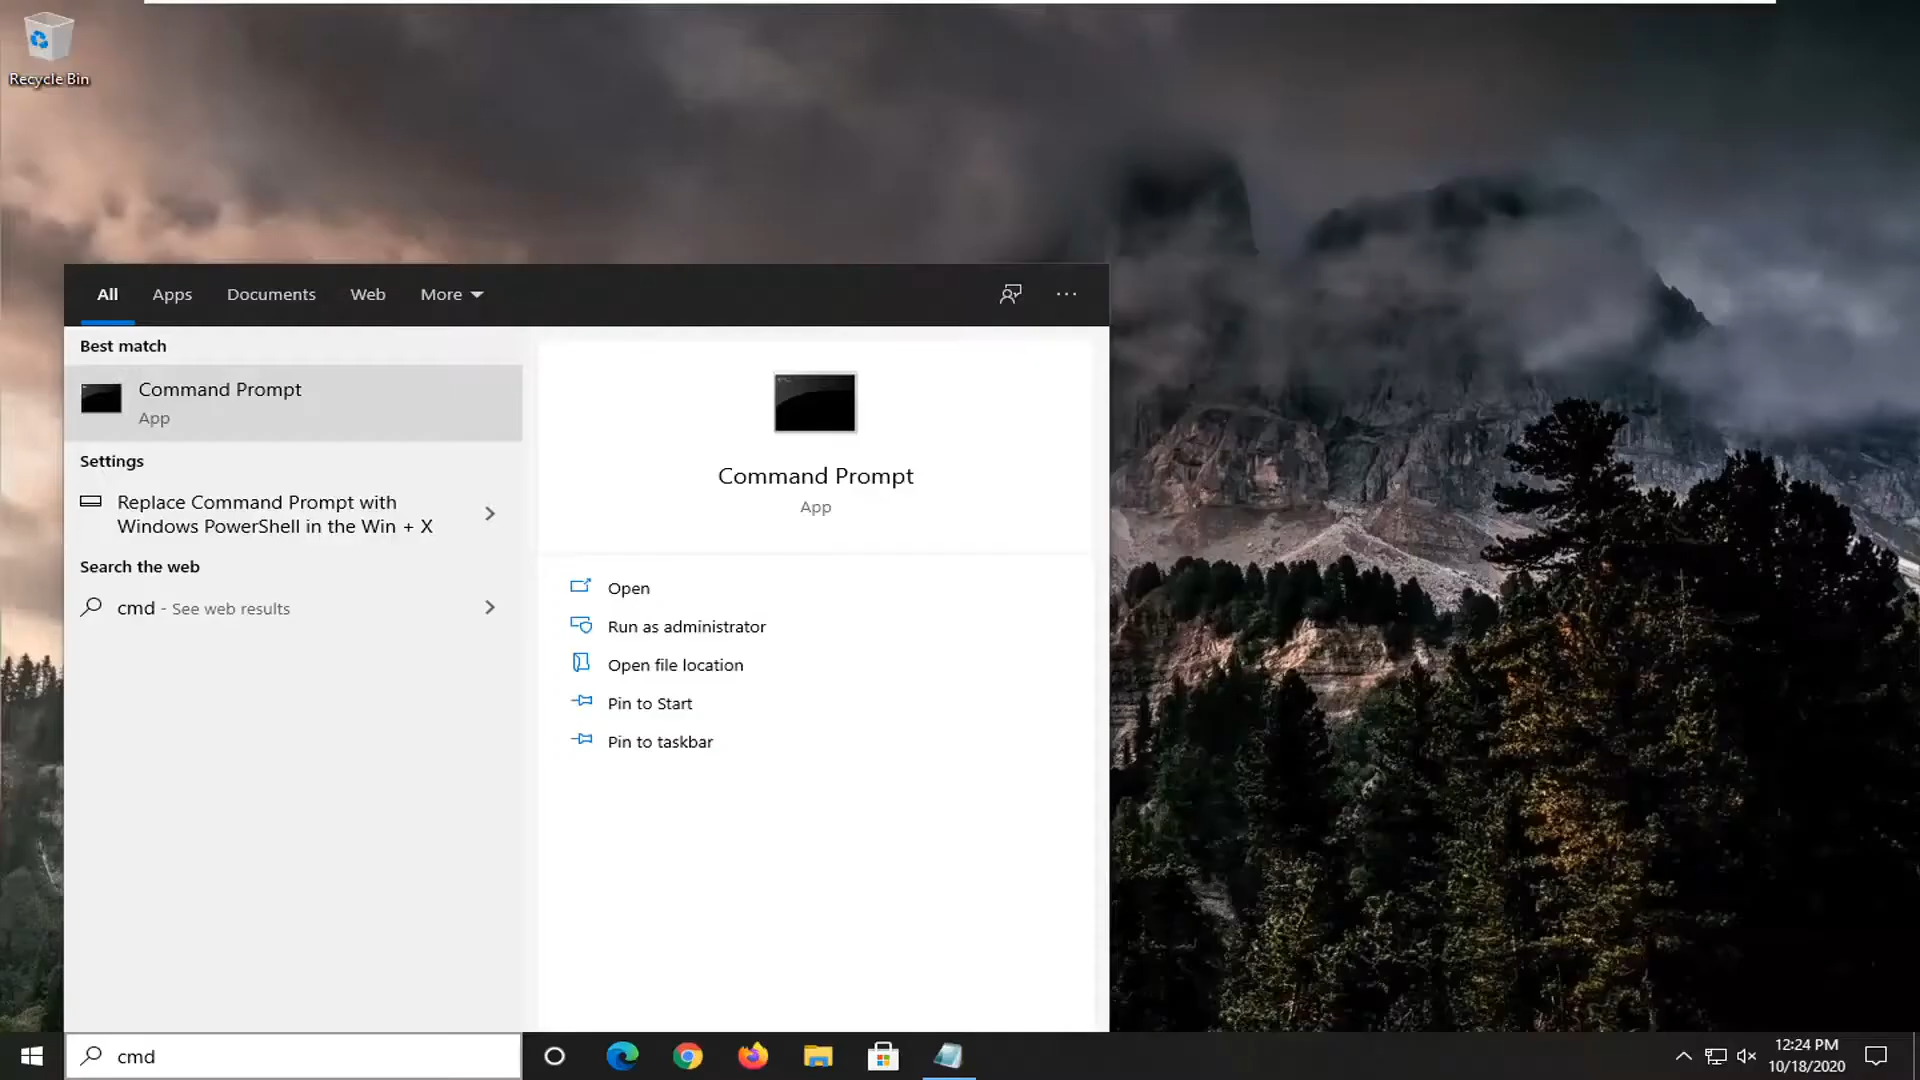 Recycle Bin
All Apps Documents Web More
Best match
Command Prompt
App
Settings
Replace Command Prompt with
Windows PowerShell in the Win + X
Search the web
cmd - See web results
Command Prompt
App
Open
Run as administrator
Open file location
Pin to Start
Pin to taskbar
cmd
12:24 PM
10/18/2020